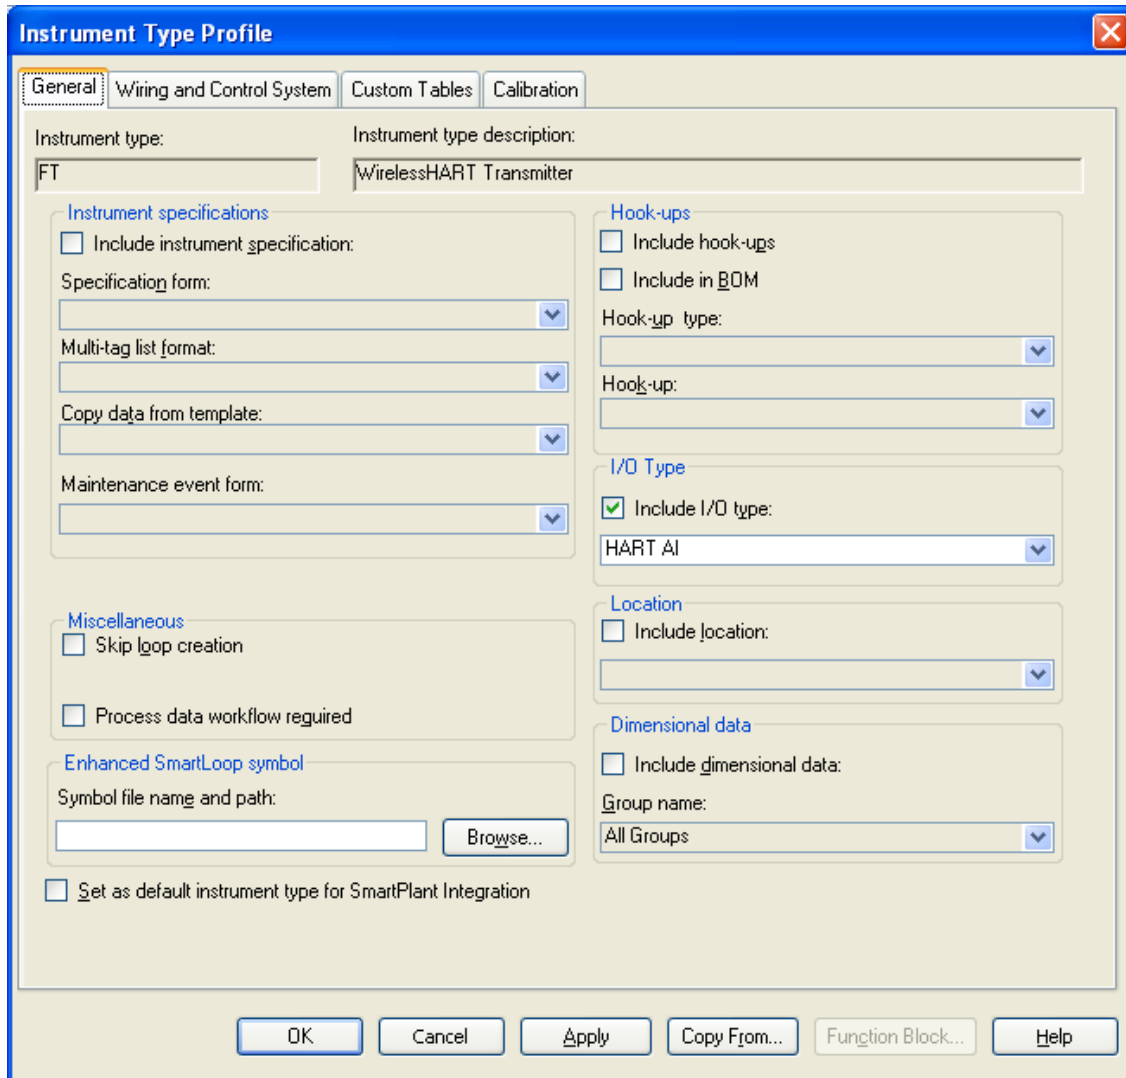 Instrument Type Profile
General Wiring and Control System Custom Tables Calibration
Instrument type:
Instrument type description:
FT
WirelessHART Transmitter
Instrument specifications
Include instrument specification:
Specification form:
Multi-tag list format:
Copy data from template:
Maintenance event form:
Hook-ups
Include hook-ups
Include in BOM
Hook-up type:
Hook-up:
I/O Type
Include I/O type:
HART AI
Miscellaneous
Skip loop creation
Process data workflow required
Location
Include location:
Enhanced SmartLoop symbol
Symbol file name and path:
Browse...
Dimensional data
Include dimensional data:
Group name:
All Groups
Set as default instrument type for SmartPlant Integration
OK Cancel Apply Copy From... Function Block... Help